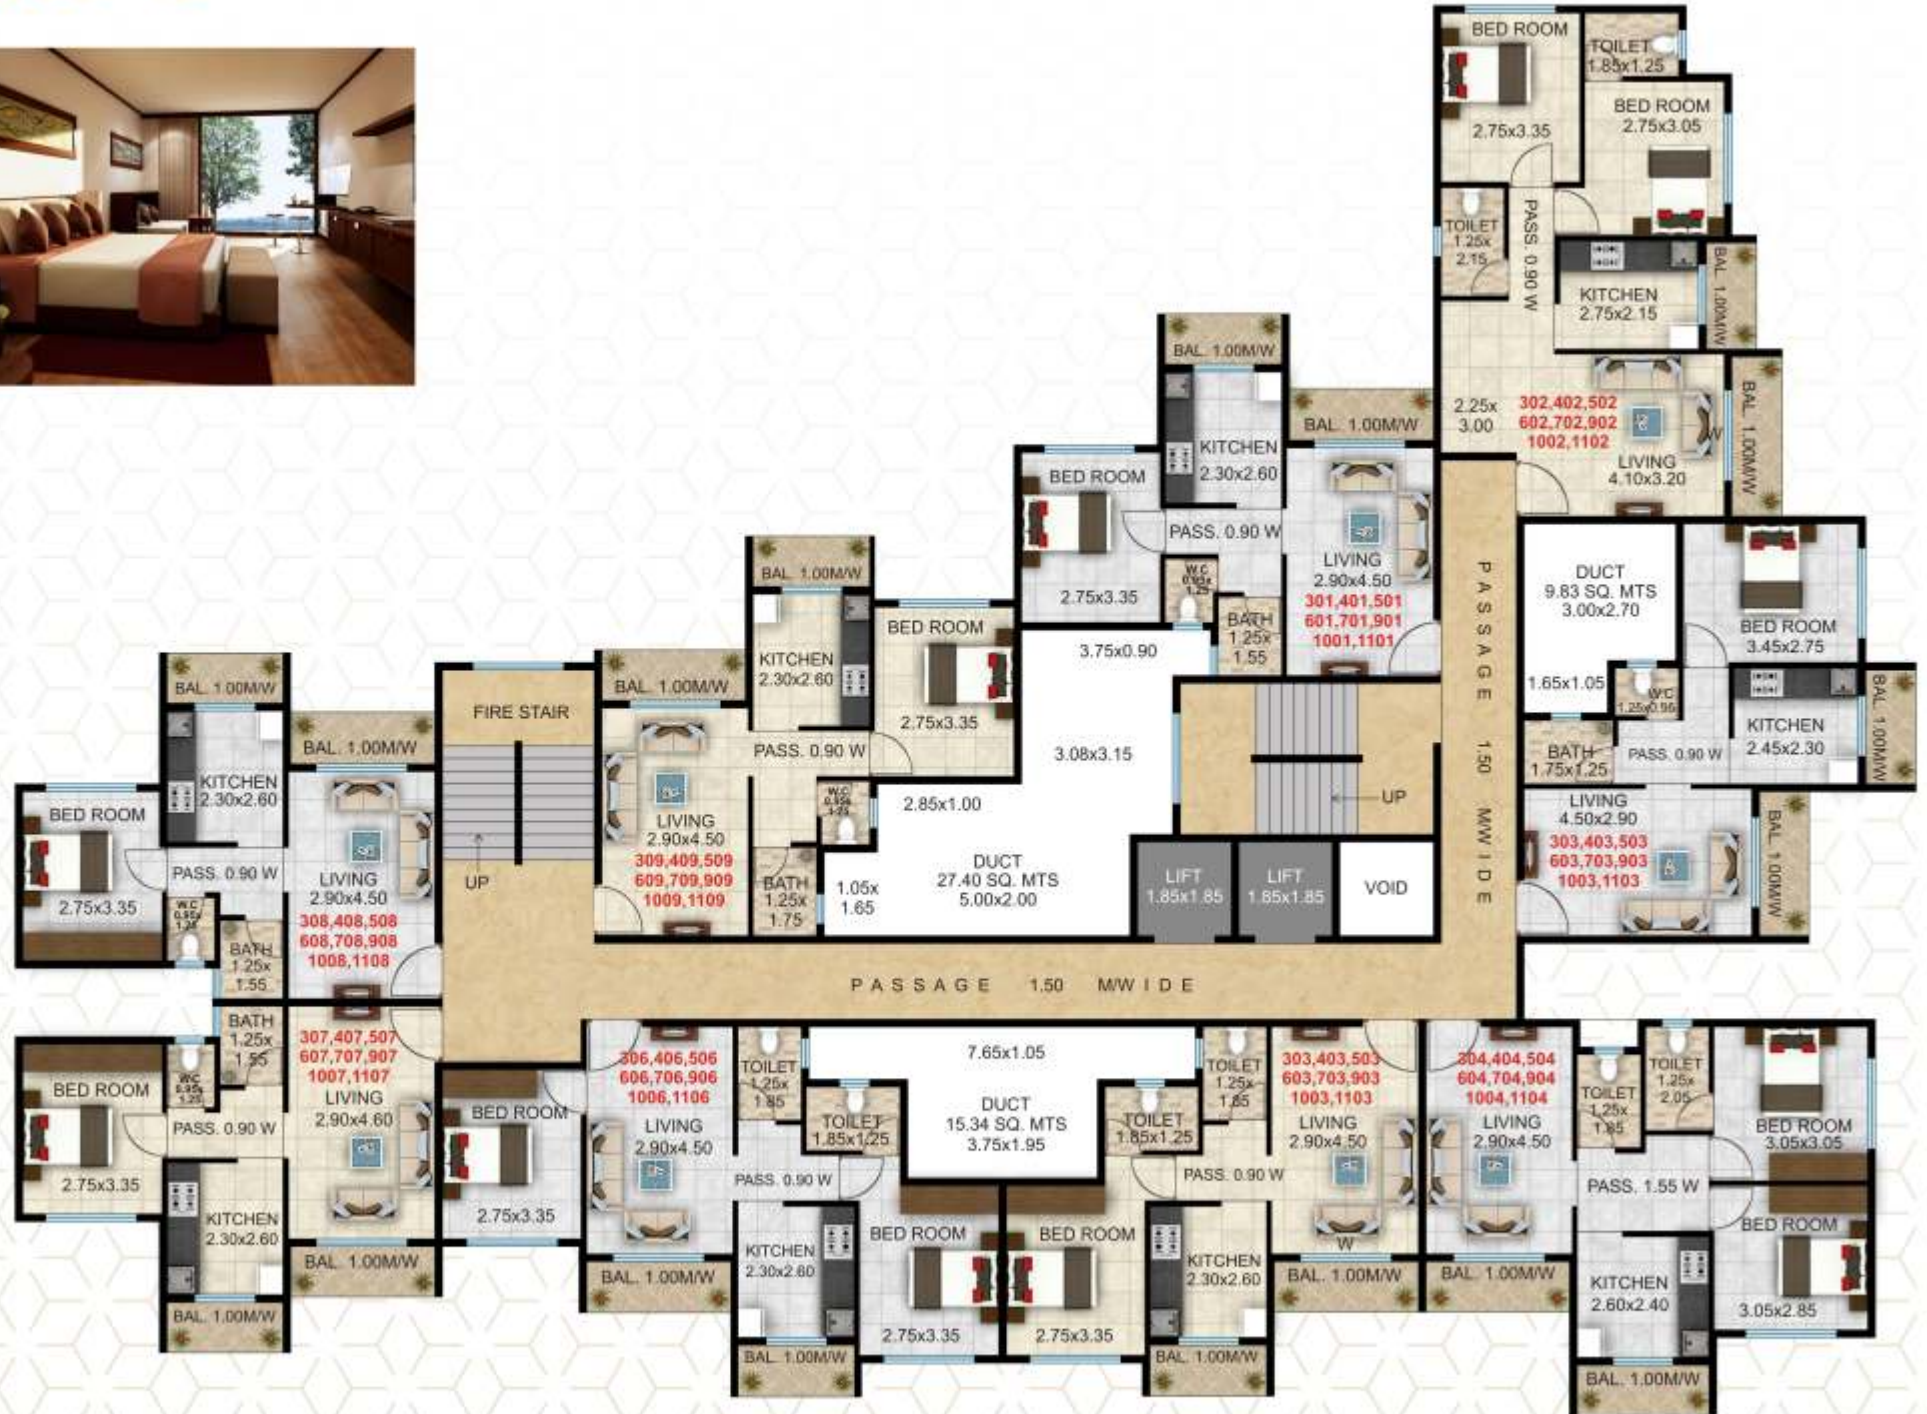 BED ROOM
2.75x3.35
TOILET
1.85x1.25
BED ROOM
2.75x3.05
TOILET
1.25x
2.15
PASS. 0.90 W
KITCHEN
2.75x2.15
BAL. 1.00M/W
2.25x
3.00
302,402,502
602,702,902
1002,1102
LIVING
4.10x3.20
BAL. 1.00M/W
BAL. 1.00M/W
KITCHEN
2.30x2.60
BAL. 1.00M/W
BED ROOM
2.75x3.35
PASS. 0.90 W
W.C
0.95x
1.25
BATH
1.25x
1.55
LIVING
2.90x4.50
301,401,501
601,701,901
1001,1101
PASSAGE 1.50 M/WIDE
DUCT
9.83 SQ. MTS
3.00x2.70
1.65x1.05
BED ROOM
3.45x2.75
W.C
1.25x0.95
KITCHEN
2.45x2.30
BAL. 1.00M/W
BATH
1.75x1.25
PASS. 0.90 W
LIVING
4.50x2.90
303,403,503
603,703,903
1003,1103
BAL. 1.00M/W
BAL. 1.00M/W
KITCHEN
2.30x2.60
BED ROOM
2.75x3.35
BAL. 1.00M/W
PASS. 0.90 W
W.C
0.95x
1.25
LIVING
2.90x4.50
309,409,509
609,709,909
1009,1109
BATH
1.25x
1.75
3.75x0.90
3.08x3.15
2.85x1.00
1.05x
1.65
DUCT
27.40 SQ. MTS
5.00x2.00
UP
LIFT
1.85x1.85
LIFT
1.85x1.85
VOID
FIRE STAIR
UP
BAL. 1.00M/W
KITCHEN
2.30x2.60
BAL. 1.00M/W
BED ROOM
2.75x3.35
PASS. 0.90 W
W.C
0.95x
1.25
BATH
1.25x
1.55
LIVING
2.90x4.50
308,408,508
608,708,908
1008,1108
PASSAGE 1.50 M/WIDE
BATH
1.25x
1.55
307,407,507
607,707,907
1007,1107
LIVING
2.90x4.60
BED ROOM
2.75x3.35
W.C
0.95x
1.25
PASS. 0.90 W
KITCHEN
2.30x2.60
BAL. 1.00M/W
BAL. 1.00M/W
BED ROOM
2.75x3.35
306,406,506
606,706,906
1006,1106
LIVING
2.90x4.50
BAL. 1.00M/W
TOILET
1.25x
1.85
TOILET
1.85x1.25
PASS. 0.90 W
KITCHEN
2.30x2.60
BAL. 1.00M/W
BED ROOM
2.75x3.35
7.65x1.05
DUCT
15.34 SQ. MTS
3.75x1.95
TOILET
1.25x
1.85
TOILET
1.85x1.25
PASS. 0.90 W
BED ROOM
2.75x3.35
KITCHEN
2.30x2.60
BAL. 1.00M/W
303,403,503
603,703,903
1003,1103
LIVING
2.90x4.50
W
BAL. 1.00M/W
304,404,504
604,704,904
1004,1104
LIVING
2.90x4.50
BAL. 1.00M/W
TOILET
1.25x
1.85
TOILET
1.25x
2.05
BED ROOM
3.05x3.05
PASS. 1.55 W
BED ROOM
3.05x2.85
KITCHEN
2.60x2.40
BAL. 1.00M/W